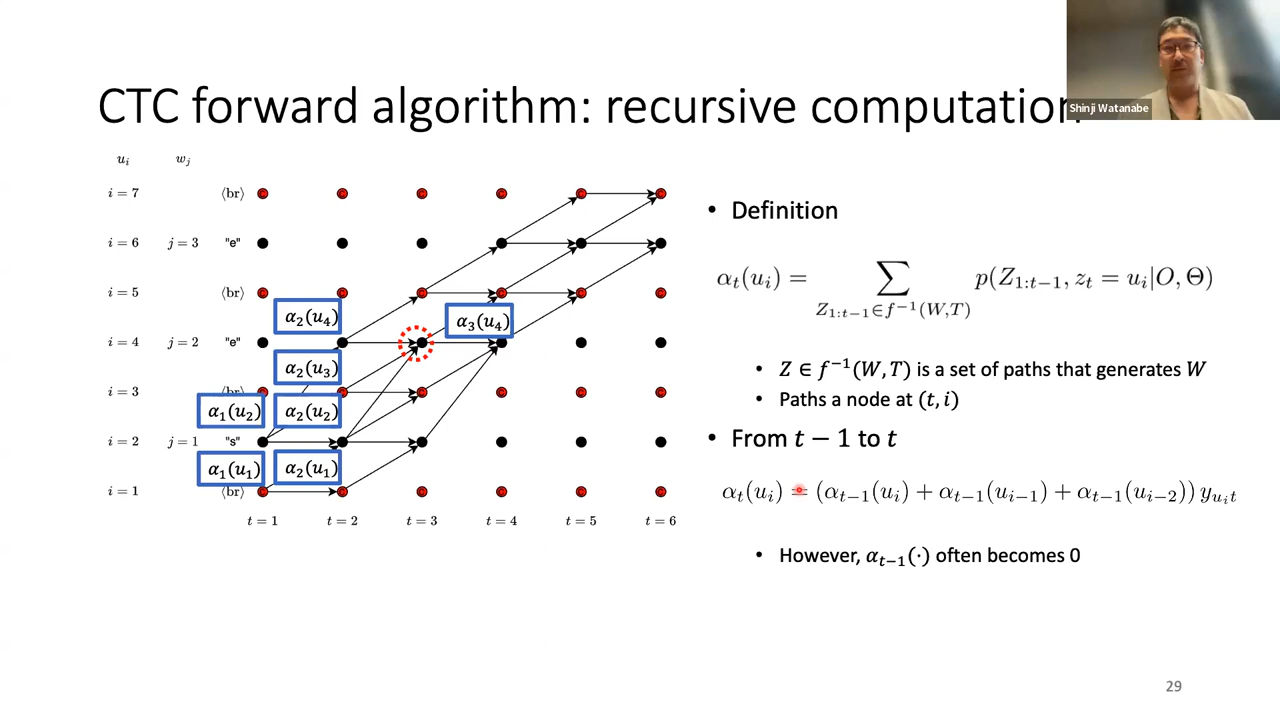 Shinji Watanabe
CTC forward algorithm: recursive computation
u_i w_j
i = 7 ⟨br⟩
i = 6 j = 3 "e"
i = 5 ⟨br⟩
α₂(u₄) α₃(u₄)
i = 4 j = 2 "e"
α₂(u₃)
i = 3 ⟨br⟩
α₁(u₂) α₂(u₂)
i = 2 j = 1 "s"
α₁(u₁) α₂(u₁)
i = 1 ⟨br⟩
t = 1 t = 2 t = 3 t = 4 t = 5 t = 6
• Definition
α_t(u_i) = ∑_{Z_{1:t−1}∈f^{−1}(W,T)} p(Z_{1:t−1}, z_t = u_i|O, Θ)
• Z ∈ f^{−1}(W, T) is a set of paths that generates W
• Paths a node at (t, i)
• From t − 1 to t
α_t(u_i) = (α_{t−1}(u_i) + α_{t−1}(u_{i−1}) + α_{t−1}(u_{i−2})) y_{u_i t}
• However, α_{t−1}(·) often becomes 0
29